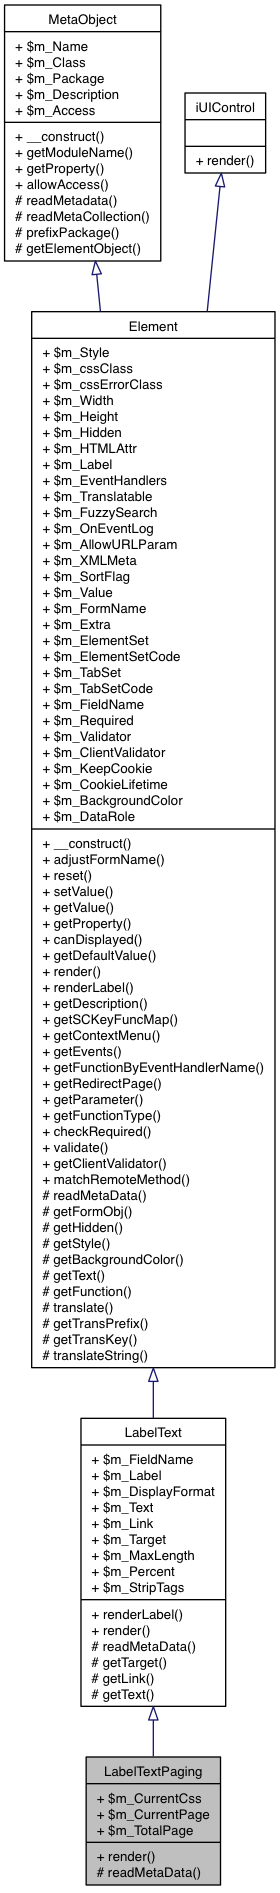 MetaObject
+ $m_Name
+ $m_Class
+ $m_Package
+ $m_Description
+ $m_Access
+ __construct()
+ getModuleName()
+ getProperty()
+ allowAccess()
# readMetadata()
# readMetaCollection()
# prefixPackage()
# getElementObject()
iUIControl
+ render()
Element
+ $m_Style
+ $m_cssClass
+ $m_cssErrorClass
+ $m_Width
+ $m_Height
+ $m_Hidden
+ $m_HTMLAttr
+ $m_Label
+ $m_EventHandlers
+ $m_Translatable
+ $m_FuzzySearch
+ $m_OnEventLog
+ $m_AllowURLParam
+ $m_XMLMeta
+ $m_SortFlag
+ $m_Value
+ $m_FormName
+ $m_Extra
+ $m_ElementSet
+ $m_ElementSetCode
+ $m_TabSet
+ $m_TabSetCode
+ $m_FieldName
+ $m_Required
+ $m_Validator
+ $m_ClientValidator
+ $m_KeepCookie
+ $m_CookieLifetime
+ $m_BackgroundColor
+ $m_DataRole
+ __construct()
+ adjustFormName()
+ reset()
+ setValue()
+ getValue()
+ getProperty()
+ canDisplayed()
+ getDefaultValue()
+ render()
+ renderLabel()
+ getDescription()
+ getSCKeyFuncMap()
+ getContextMenu()
+ getEvents()
+ getFunctionByEventHandlerName()
+ getRedirectPage()
+ getParameter()
+ getFunctionType()
+ checkRequired()
+ validate()
+ getClientValidator()
+ matchRemoteMethod()
# readMetaData()
# getFormObj()
# getHidden()
# getStyle()
# getBackgroundColor()
# getText()
# getFunction()
# translate()
# getTransPrefix()
# getTransKey()
# translateString()
LabelText
+ $m_FieldName
+ $m_Label
+ $m_DisplayFormat
+ $m_Text
+ $m_Link
+ $m_Target
+ $m_MaxLength
+ $m_Percent
+ $m_StripTags
+ renderLabel()
+ render()
# readMetaData()
# getTarget()
# getLink()
# getText()
LabelTextPaging
+ $m_CurrentCss
+ $m_CurrentPage
+ $m_TotalPage
+ render()
# readMetaData()